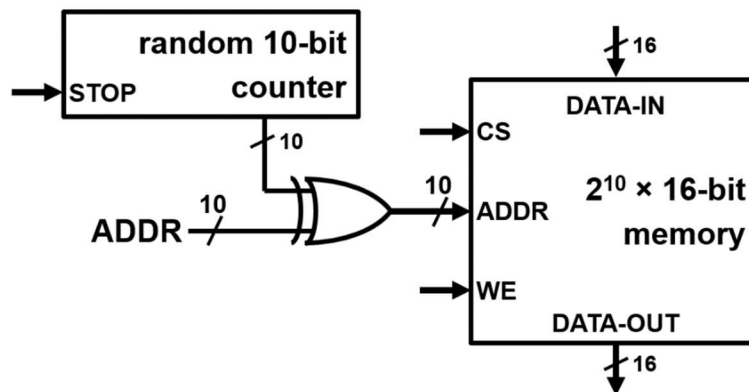 random 10-bit
counter
STOP
16
DATA-IN
CS
10
10
10
ADDR
ADDR
2¹⁰ × 16-bit
memory
WE
DATA-OUT
16